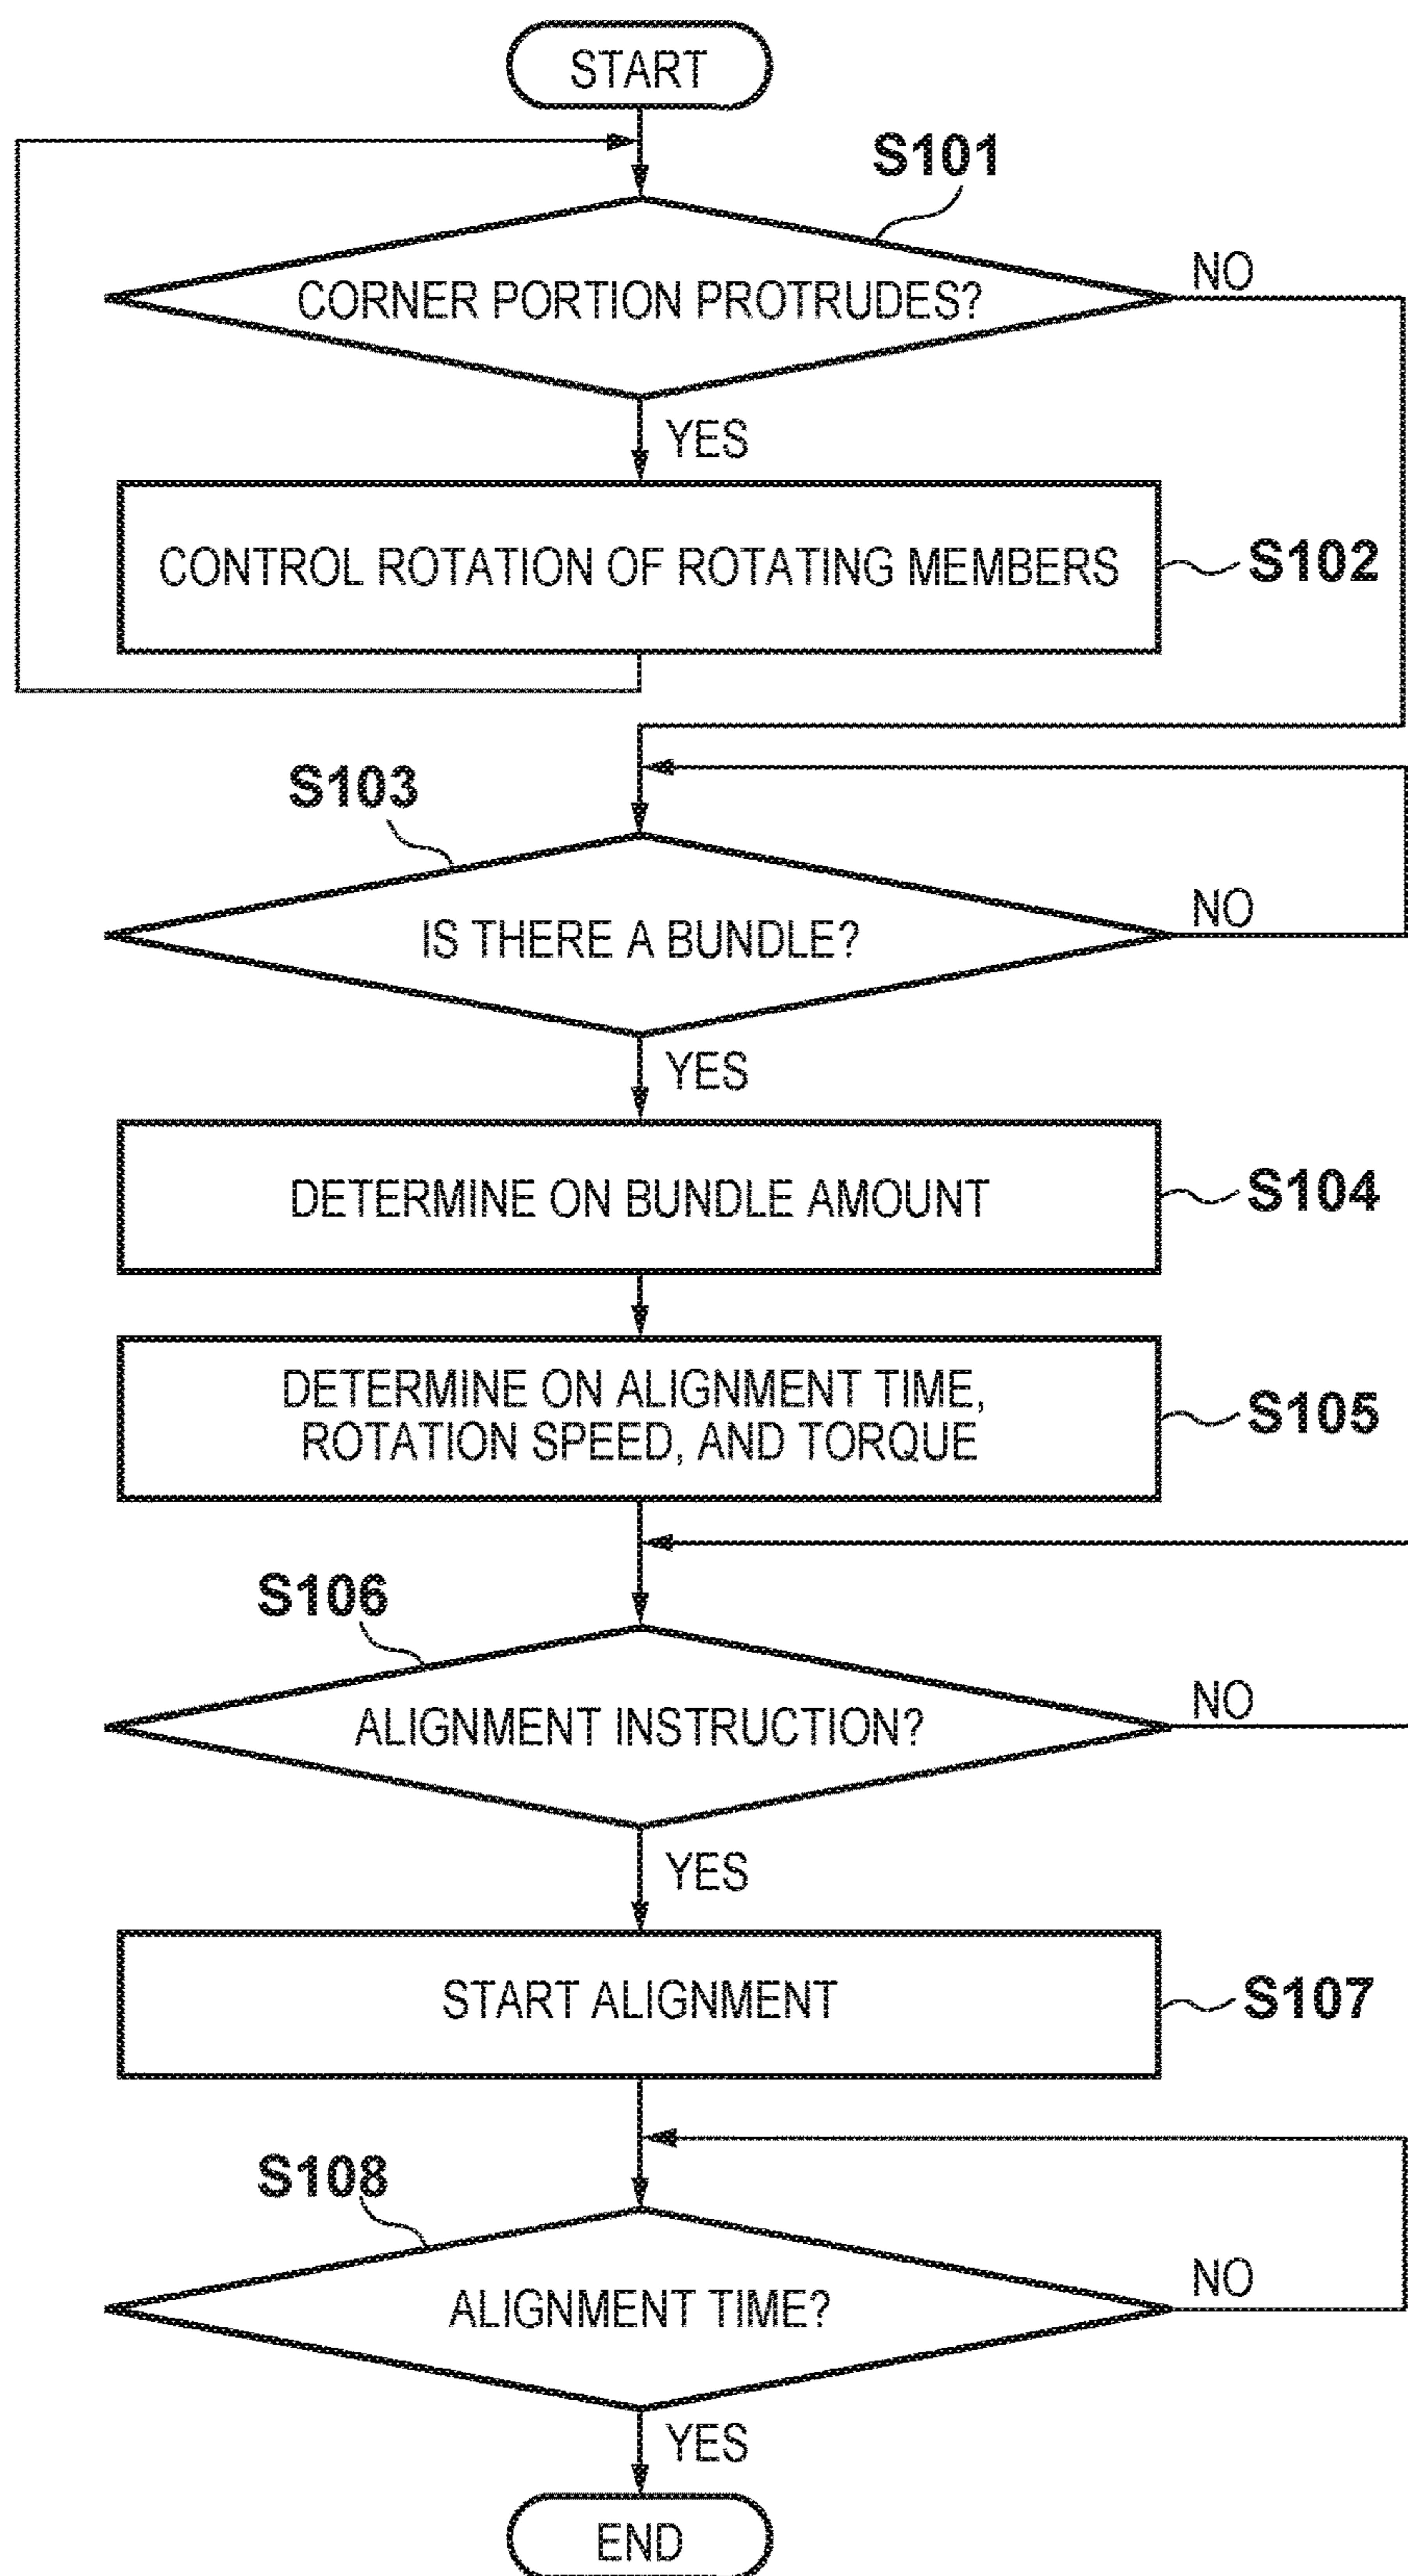 START
S101
CORNER PORTION PROTRUDES?
NO
YES
CONTROL ROTATION OF ROTATING MEMBERS
S102
S103
IS THERE A BUNDLE?
NO
YES
DETERMINE ON BUNDLE AMOUNT
S104
DETERMINE ON ALIGNMENT TIME,
ROTATION SPEED, AND TORQUE
S105
S106
ALIGNMENT INSTRUCTION?
NO
YES
START ALIGNMENT
S107
S108
ALIGNMENT TIME?
NO
YES
END